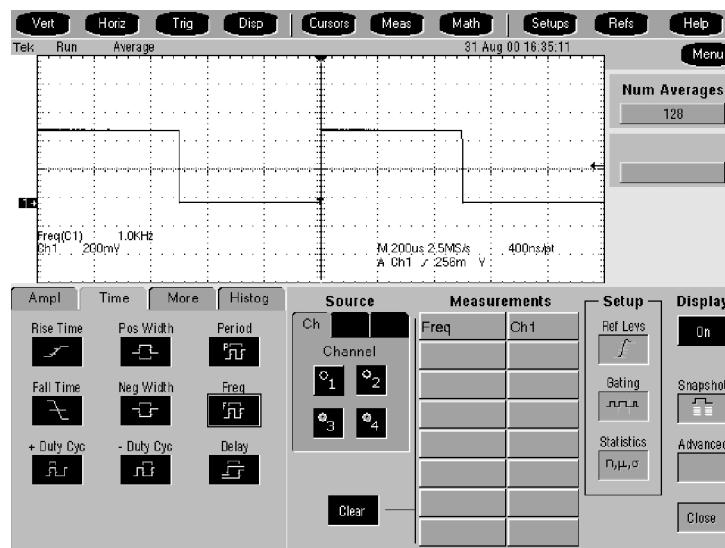 Vert Horiz Trig Disp Cursors Meas Math Setups Refs Help
Tek Run Average 31 Aug 00 16:35:11
Menu
Num Averages
128
1
Freq(C1) 1.0KHz
Ch1 200mV M 200us 2.5MS/s 400ns/pt
A Ch1 256m V
Ampl Time More Histog
Rise Time Pos Width Period
Fall Time Neg Width Freq
+ Duty Cyc - Duty Cyc Delay
Source
Ch
Channel
1 2
3 4
Clear
Measurements
Freq Ch1
Setup
Ref Levs
Gating
Statistics
n,μ,σ
Display
On
Snapshot
Advanced
Close